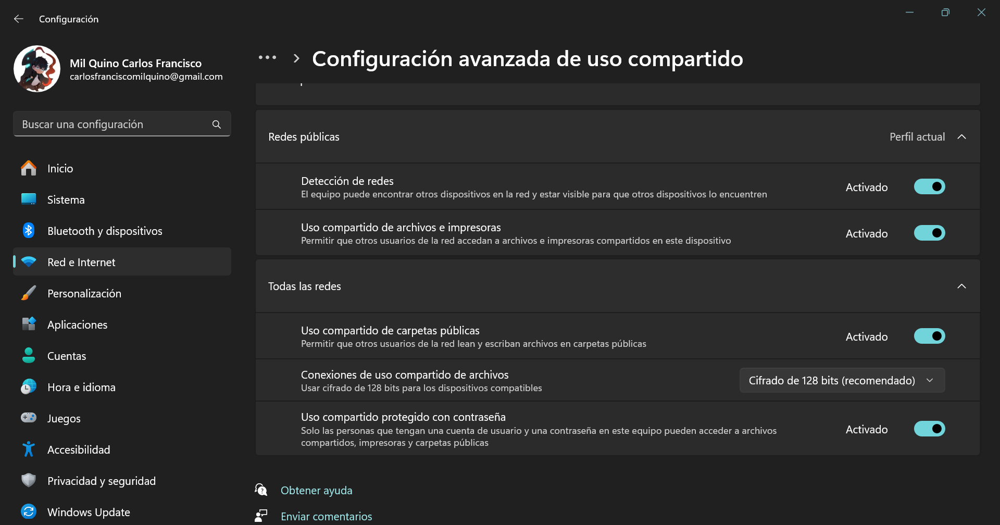 Configuración
Mil Quino Carlos Francisco
carlosfranciscomilquino@gmail.com
Buscar una configuración
Inicio
Sistema
Bluetooth y dispositivos
Red e Internet
Personalización
Aplicaciones
Cuentas
Hora e idioma
Juegos
Accesibilidad
Privacidad y seguridad
Windows Update
... > Configuración avanzada de uso compartido
Redes públicas
Perfil actual
Detección de redes
El equipo puede encontrar otros dispositivos en la red y estar visible para que otros dispositivos lo encuentren
Activado
Uso compartido de archivos e impresoras
Permitir que otros usuarios de la red accedan a archivos e impresoras compartidos en este dispositivo
Activado
Todas las redes
Uso compartido de carpetas públicas
Permitir que otros usuarios de la red lean y escriban archivos en carpetas públicas
Activado
Conexiones de uso compartido de archivos
Usar cifrado de 128 bits para los dispositivos compatibles
Cifrado de 128 bits (recomendado)
Uso compartido protegido con contraseña
Solo las personas que tengan una cuenta de usuario y una contraseña en este equipo pueden acceder a archivos
compartidos, impresoras y carpetas públicas
Activado
Obtener ayuda
Enviar comentarios